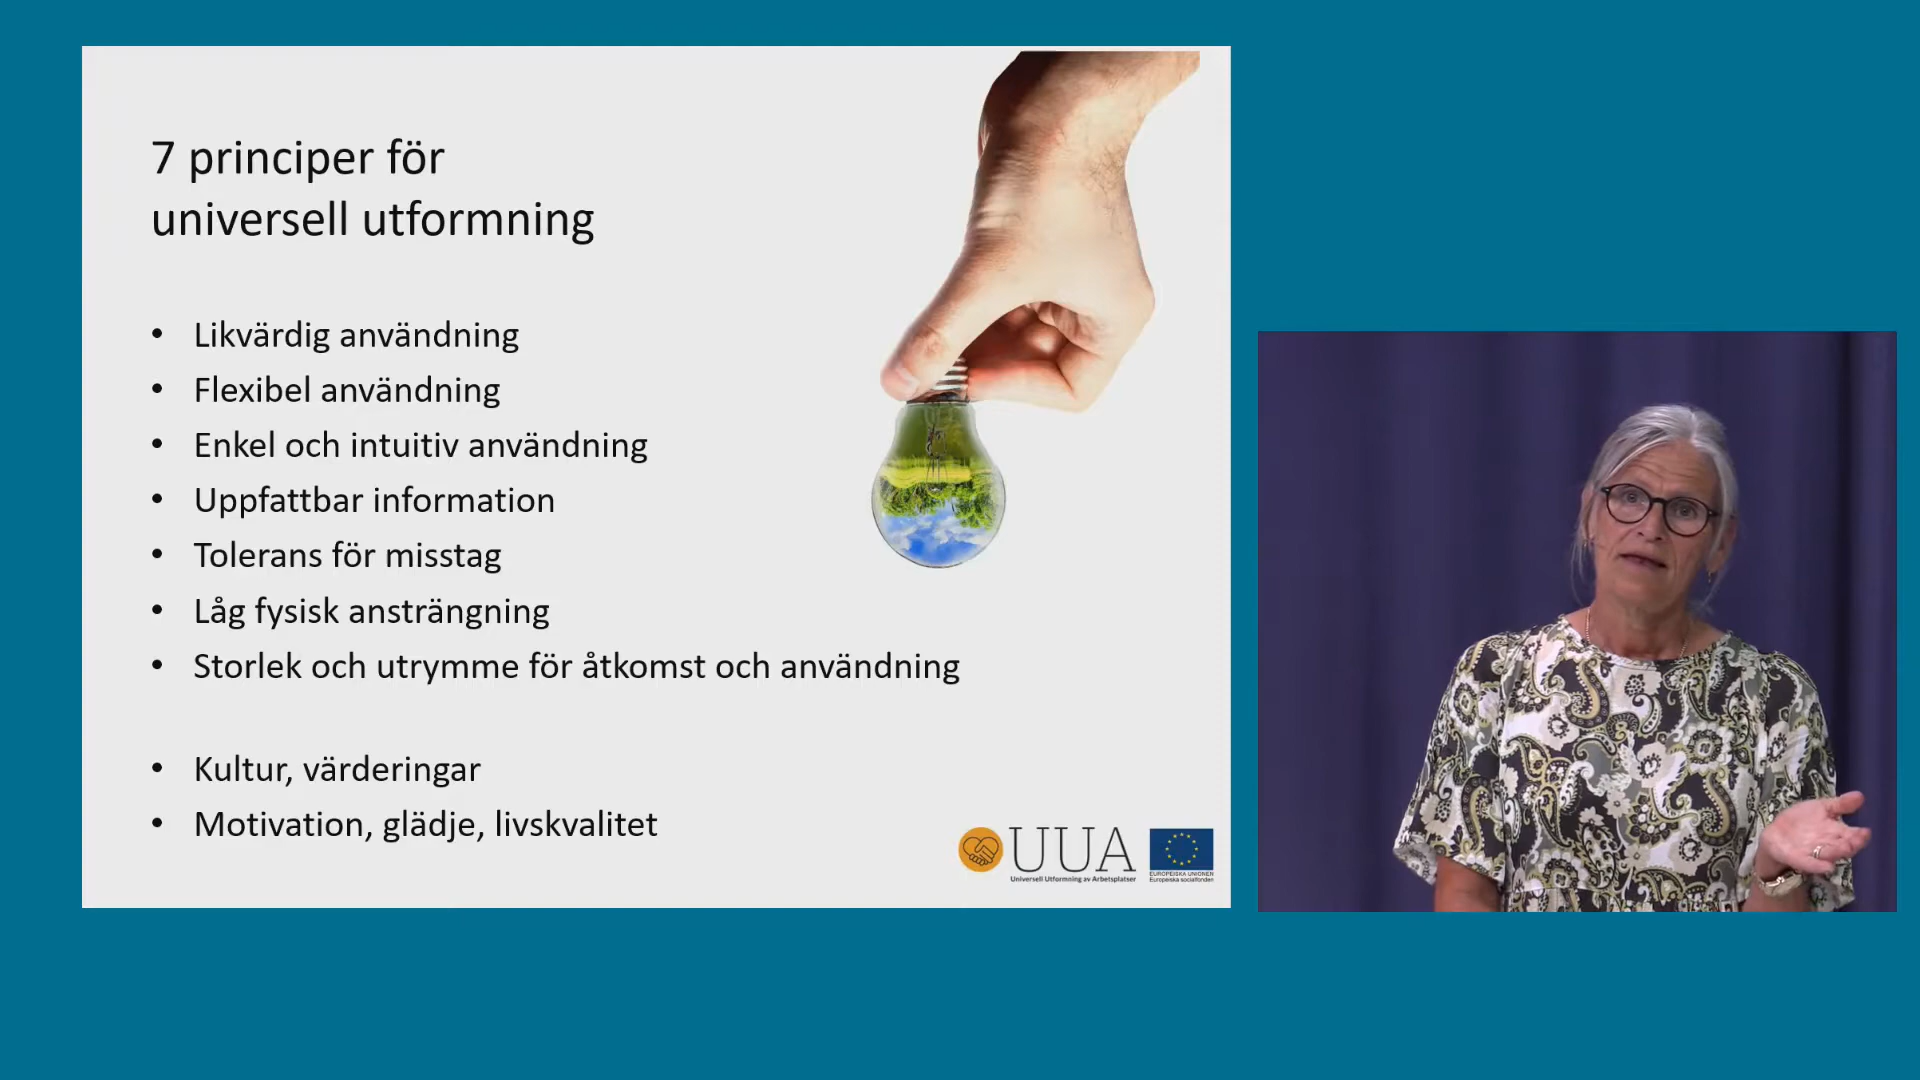 7 principer för
universell utformning
• Likvärdig användning
• Flexibel användning
• Enkel och intuitiv användning
• Uppfattbar information
• Tolerans för misstag
• Låg fysisk ansträngning
• Storlek och utrymme för åtkomst och användning
• Kultur, värderingar
• Motivation, glädje, livskvalitet
UUA
Universell Utformning av Arbetsplatser
EUROPEISKA UNIONEN
Europeiska socialfonden